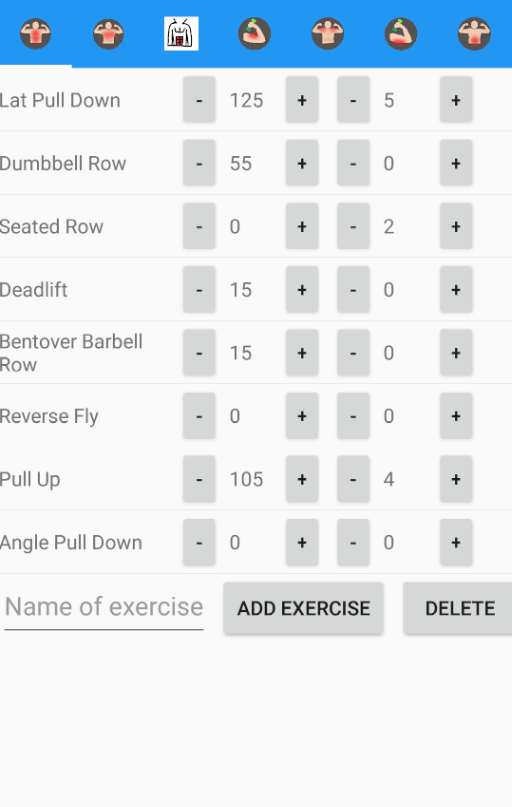 Lat Pull Down - 125 + - 5 +
Dumbbell Row - 55 + - 0 +
Seated Row - 0 + - 2 +
Deadlift - 15 + - 0 +
Bentover Barbell
Row - 15 + - 0 +
Reverse Fly - 0 + - 0 +
Pull Up - 105 + - 4 +
Angle Pull Down - 0 + - 0 +
Name of exercise ADD EXERCISE DELETE